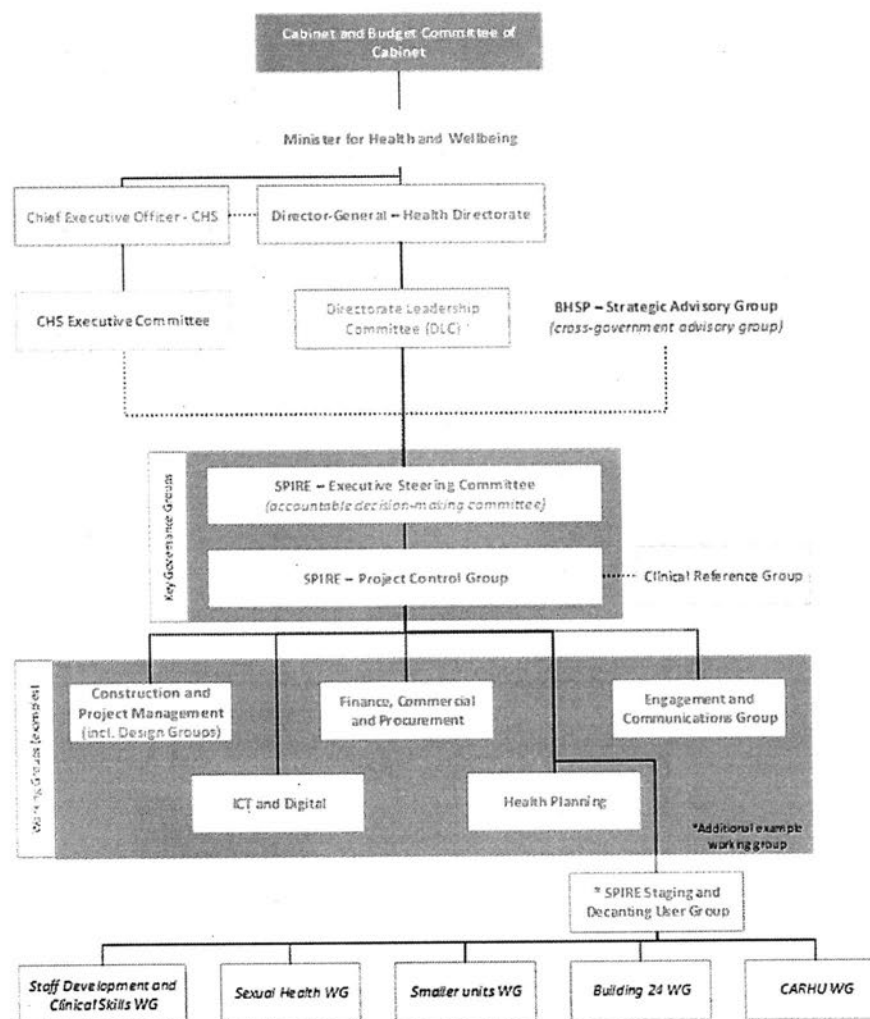 Cabinet and Budget Committee of
Cabinet
Minister for Health and Wellbeing
Chief Executive Officer - CHS
Director-General – Health Directorate
CHS Executive Committee
Directorate Leadership
Committee (DLC)
BHSP – Strategic Advisory Group
(cross-government advisory group)
Key Governance Groups
SPIRE – Executive Steering Committee
(accountable decision-making committee)
SPIRE – Project Control Group
Clinical Reference Group
Working Groups (examples)
Construction and
Project Management
(incl. Design Groups)
Finance, Commercial
and Procurement
Engagement and
Communications Group
ICT and Digital
Health Planning
*Additional example
working group
* SPIRE Staging and
Decanting User Group
Staff Development and
Clinical Skills WG
Sexual Health WG
Smaller units WG
Building 24 WG
CARHU WG